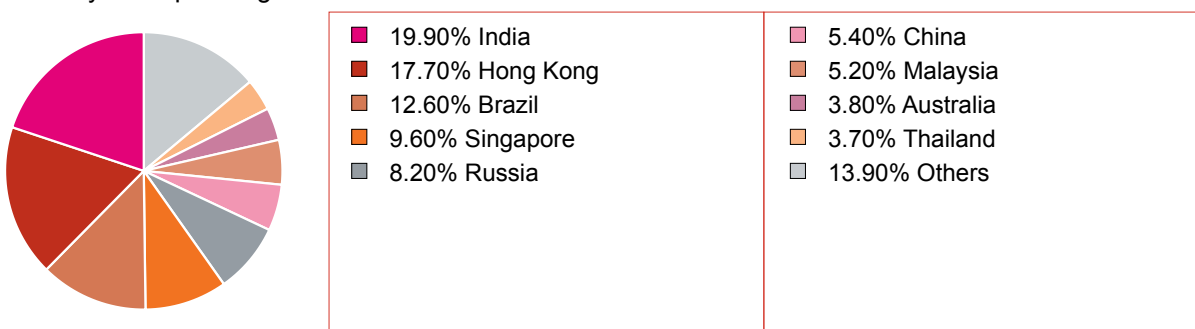 19.90% India
17.70% Hong Kong
12.60% Brazil
9.60% Singapore
8.20% Russia
5.40% China
5.20% Malaysia
3.80% Australia
3.70% Thailand
13.90% Others